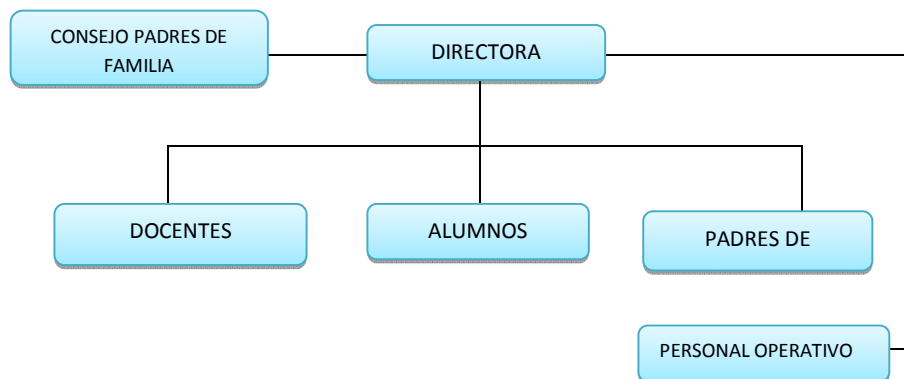 CONSEJO PADRES DE
FAMILIA
DIRECTORA
DOCENTES
ALUMNOS
PADRES DE
PERSONAL OPERATIVO